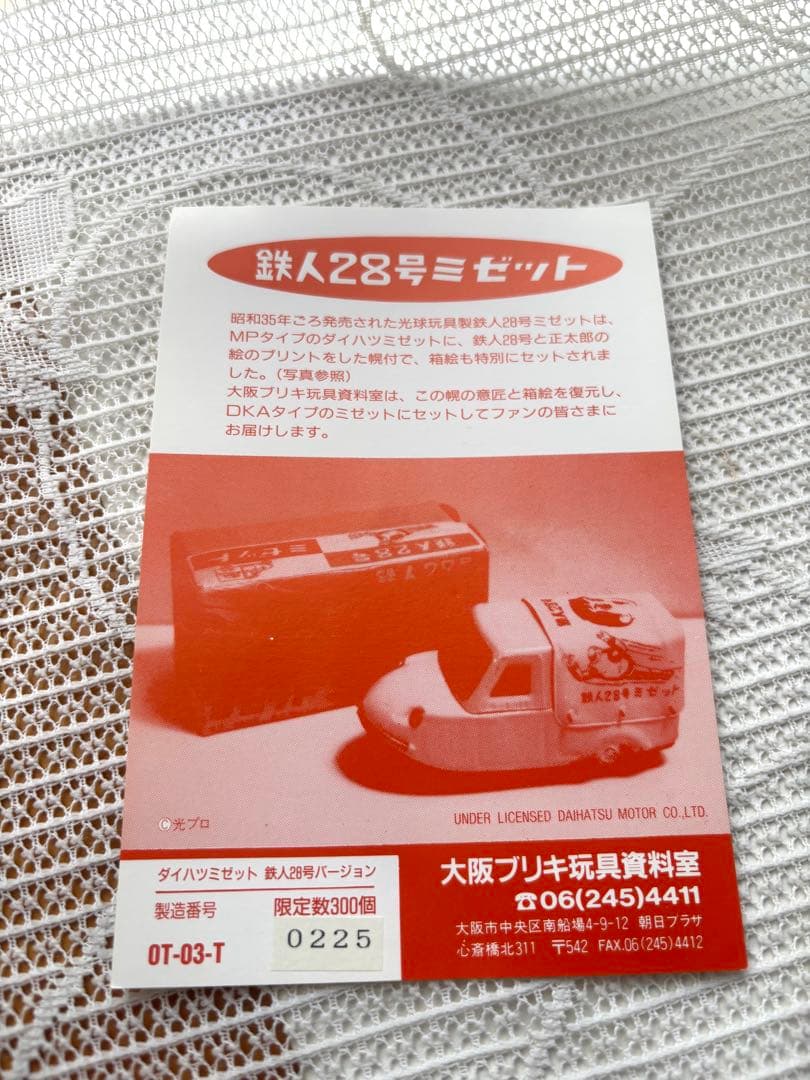 鉄人28号ミゼット
昭和35年ごろ発売された光球玩具製鉄人28号ミゼットは、
MPタイプのダイハツミゼットに、鉄人28号と正太郎の
絵のプリントをした幌付で、箱絵も特別にセットされま
した。(写真参照)
大阪ブリキ玩具資料室は、この幌の意匠と箱絵を復元し、
DKAタイプのミゼットにセットしてファンの皆さまに
お届けします。
鉄人28号
ミゼット
鉄人28号ミゼット
©光プロ
UNDER LICENSED DAIHATSU MOTOR CO.,LTD.
ダイハツミゼット 鉄人28号バージョン
製造番号 限定数300個
OT-03-T
0225
大阪ブリキ玩具資料室
☎06(245)4411
大阪市中央区南船場4-9-12 朝日プラザ
心斎橋北311 〒542 FAX.06(245)4412